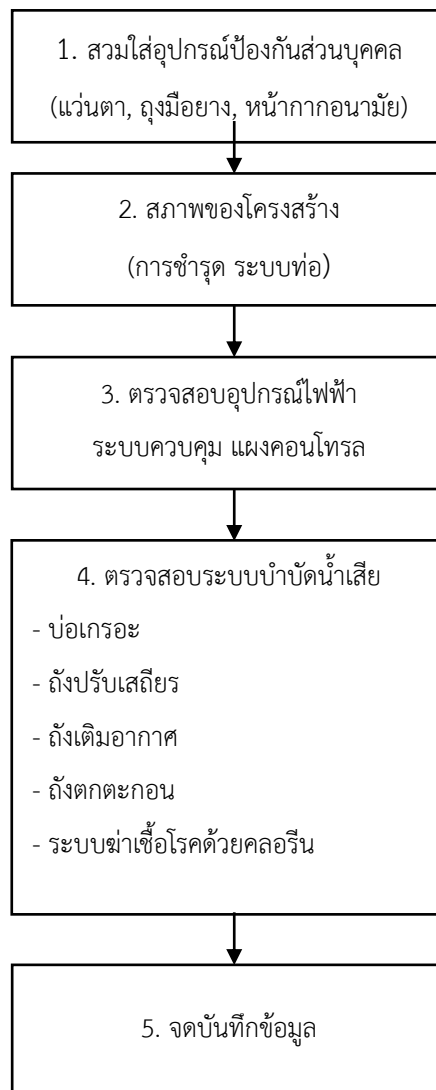 1. สวมใส่อุปกรณ์ป้องกันส่วนบุคคล
(แว่นตา, ถุงมือยาง, หน้ากากอนามัย)
2. สภาพของโครงสร้าง
(การชำรุด ระบบท่อ)
3. ตรวจสอบอุปกรณ์ไฟฟ้า
ระบบควบคุม แผงคอนโทรล
4. ตรวจสอบระบบบำบัดน้ำเสีย
- บ่อเกรอะ
- ถังปรับเสถียร
- ถังเติมอากาศ
- ถังตกตะกอน
- ระบบฆ่าเชื้อโรคด้วยคลอรีน
5. จดบันทึกข้อมูล